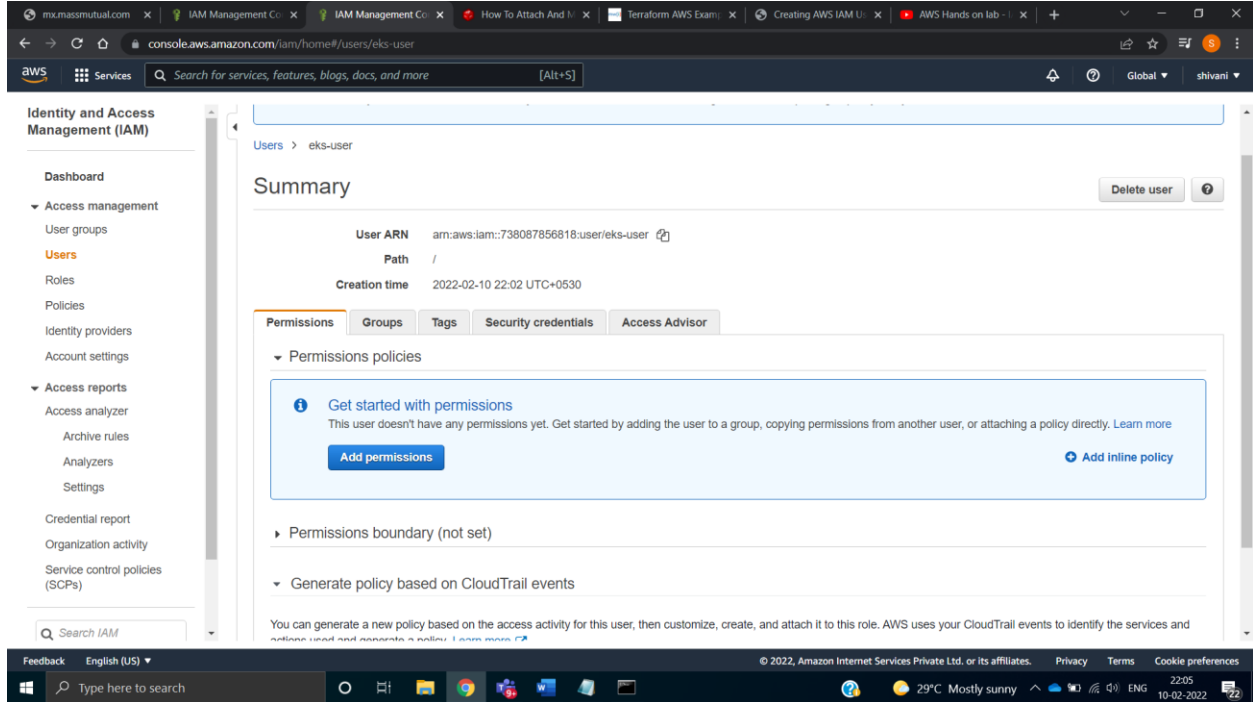 mx.massmutual.com
IAM Management Co
IAM Management Co
How To Attach And M
Terraform AWS Examp
Creating AWS IAM Us
AWS Hands on lab -
console.aws.amazon.com/iam/home#/users/eks-user
S
aws
Services
Search for services, features, blogs, docs, and more
[Alt+S]
Global ▼
shivani ▼
Identity and Access
Management (IAM)
Dashboard
Access management
User groups
Users
Roles
Policies
Identity providers
Account settings
Access reports
Access analyzer
Archive rules
Analyzers
Settings
Credential report
Organization activity
Service control policies
(SCPs)
Search IAM
Users > eks-user
Summary
Delete user
User ARN arn:aws:iam::738087856818:user/eks-user
Path /
Creation time 2022-02-10 22:02 UTC+0530
Permissions Groups Tags Security credentials Access Advisor
Permissions policies
Get started with permissions
This user doesn't have any permissions yet. Get started by adding the user to a group, copying permissions from another user, or attaching a policy directly. Learn more
Add permissions
Add inline policy
Permissions boundary (not set)
Generate policy based on CloudTrail events
You can generate a new policy based on the access activity for this user, then customize, create, and attach it to this role. AWS uses your CloudTrail events to identify the services and
actions used and generate a policy. Learn more
Feedback English (US) ▼
© 2022, Amazon Internet Services Private Ltd. or its affiliates. Privacy Terms Cookie preferences
Type here to search
29°C Mostly sunny
ENG
22:05
10-02-2022
22